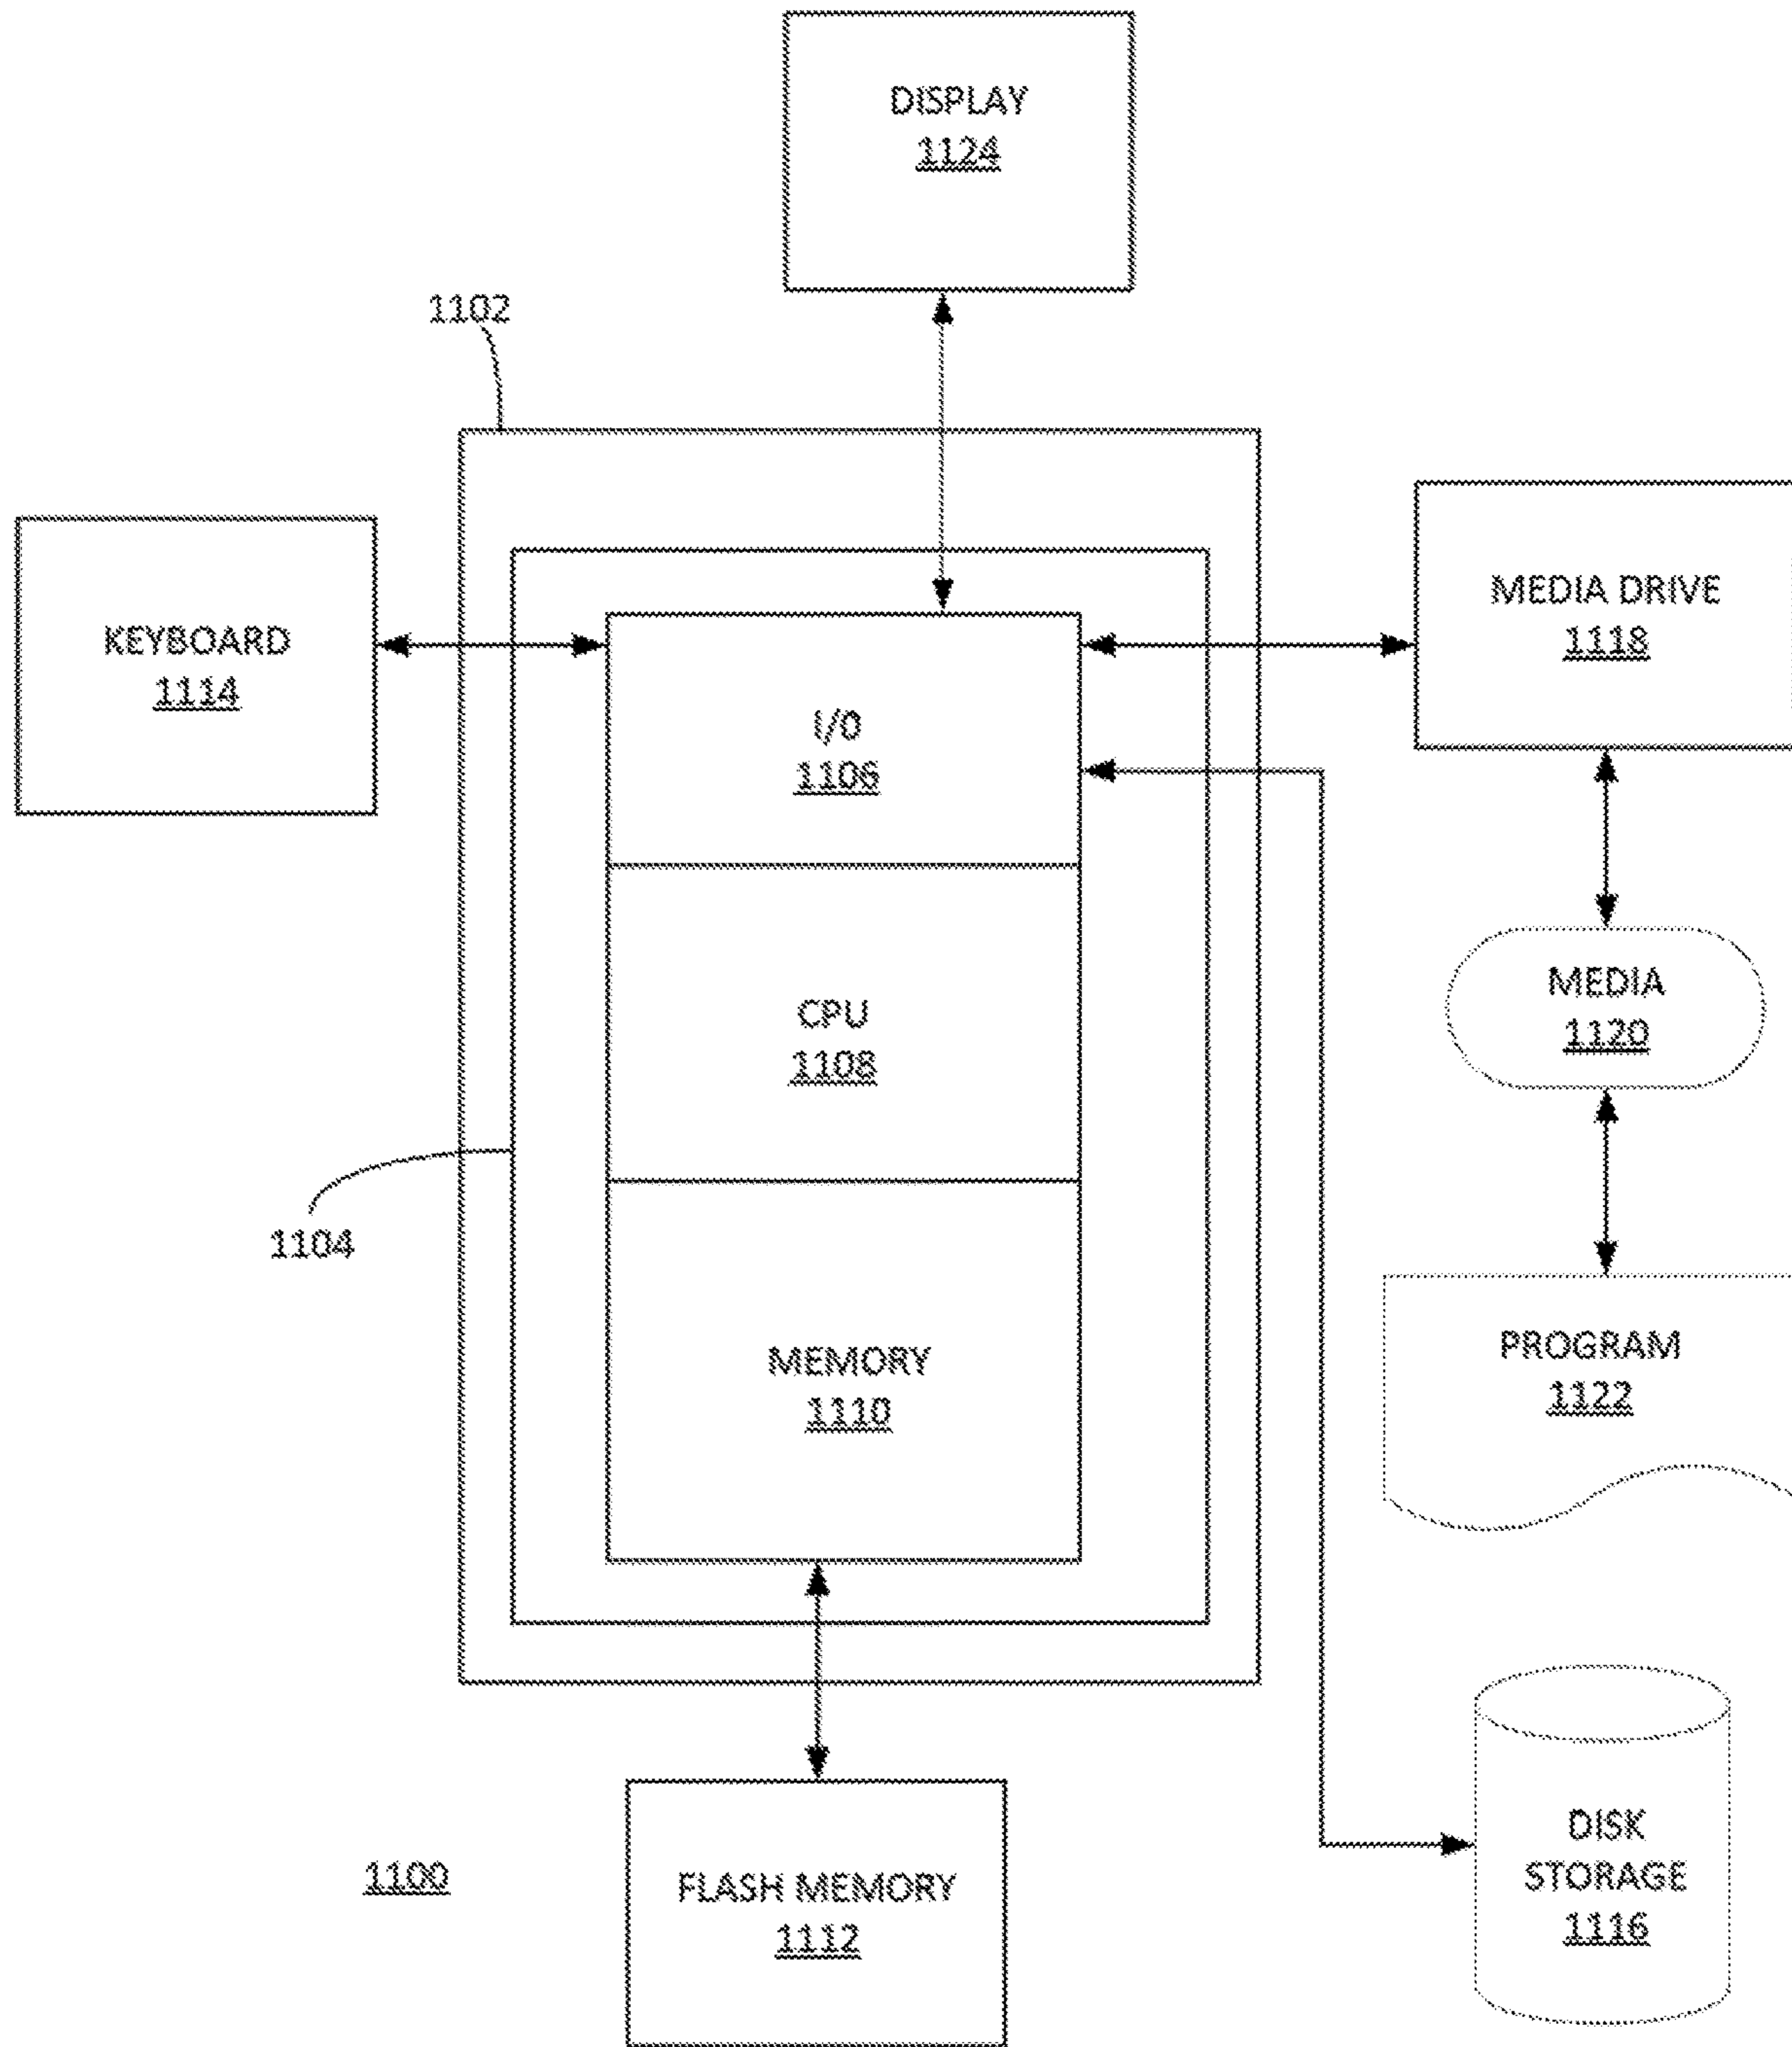 DISPLAY
1124
1102
KEYBOARD
1114
MEDIA DRIVE
1118
I/0
1106
MEDIA
1120
CPU
1108
1104
PROGRAM
1122
MEMORY
1110
DISK
STORAGE
1116
1100
FLASH MEMORY
1112